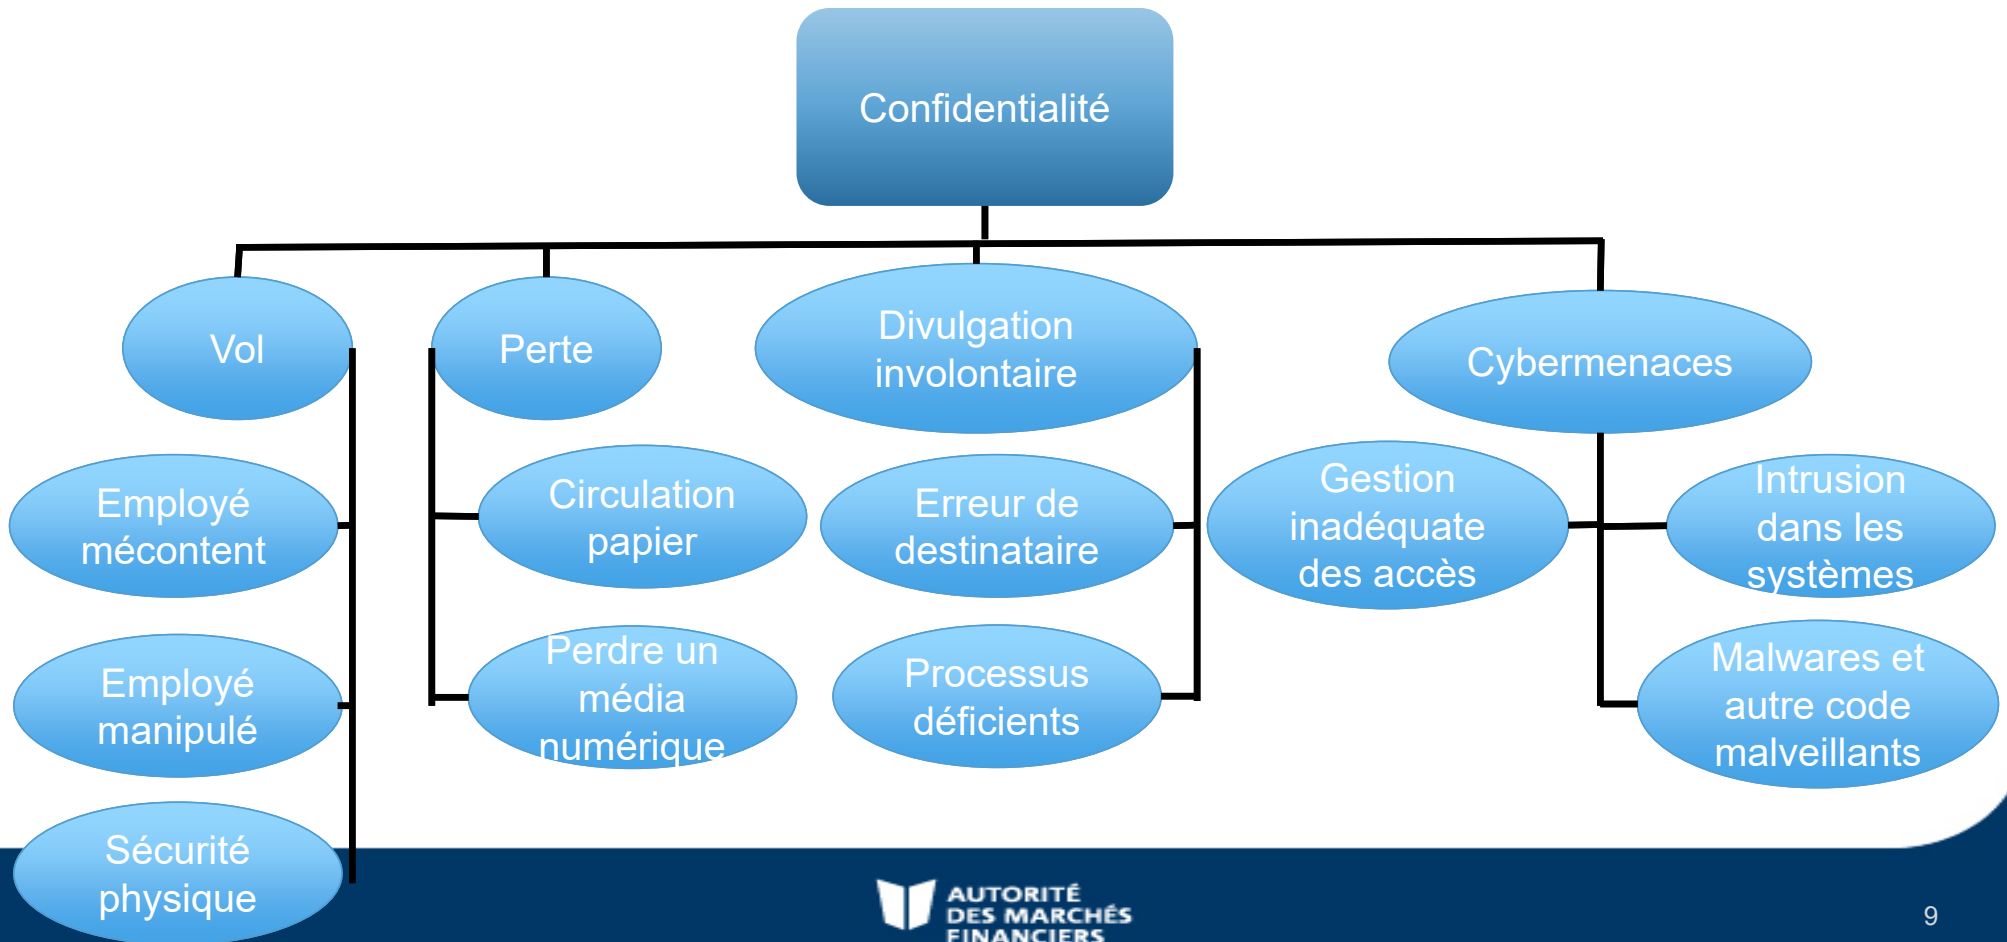 Confidentialité
Vol
Perte
Divulgation
involontaire
Cybermenaces
Employé
mécontent
Circulation
papier
Erreur de
destinataire
Gestion
inadéquate
des accès
Intrusion
dans les
systèmes
Employé
manipulé
Perdre un
média
numérique
Processus
déficients
Malwares et
autre code
malveillants
Sécurité
physique
AUTORITÉ
DES MARCHÉS
FINANCIERS
9